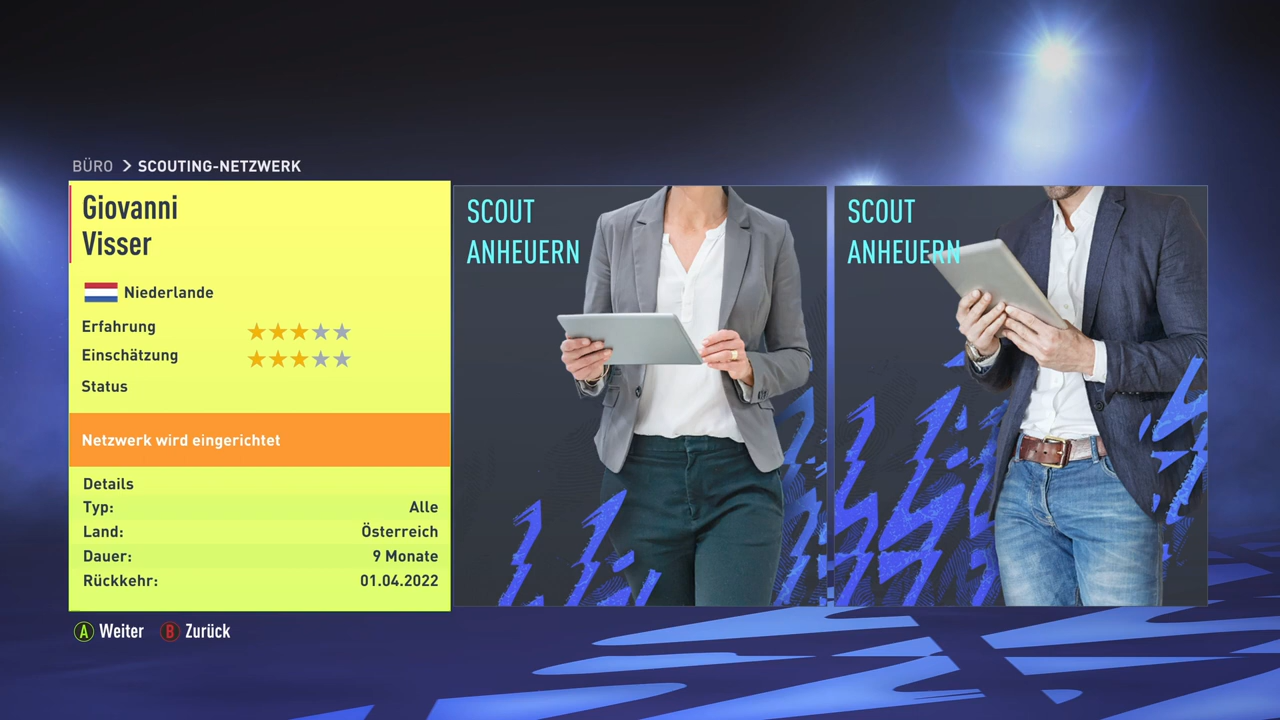 BÜRO > SCOUTING-NETZWERK
Giovanni
Visser
Niederlande
Erfahrung
Einschätzung
Status
Netzwerk wird eingerichtet
Details
Typ: Alle
Land: Österreich
Dauer: 9 Monate
Rückkehr: 01.04.2022
SCOUT
ANHEUERN
SCOUT
ANHEUERN
A Weiter B Zurück